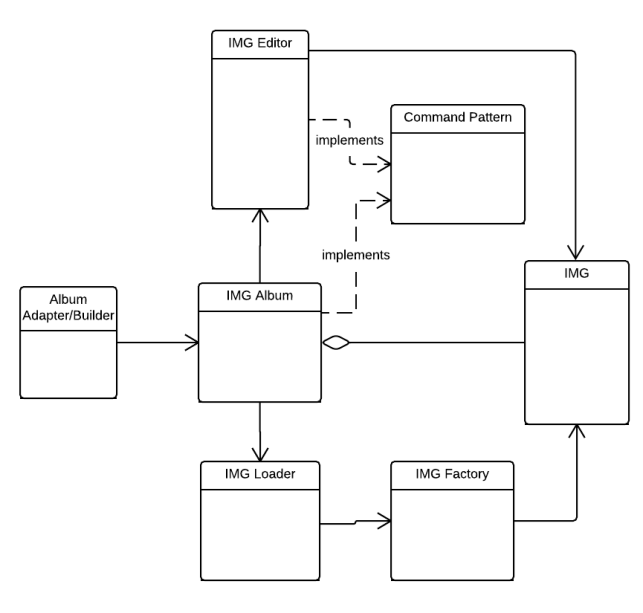 IMG Editor
Command Pattern
implements
implements
IMG
Album
Adapter/Builder
IMG Album
IMG Loader
IMG Factory